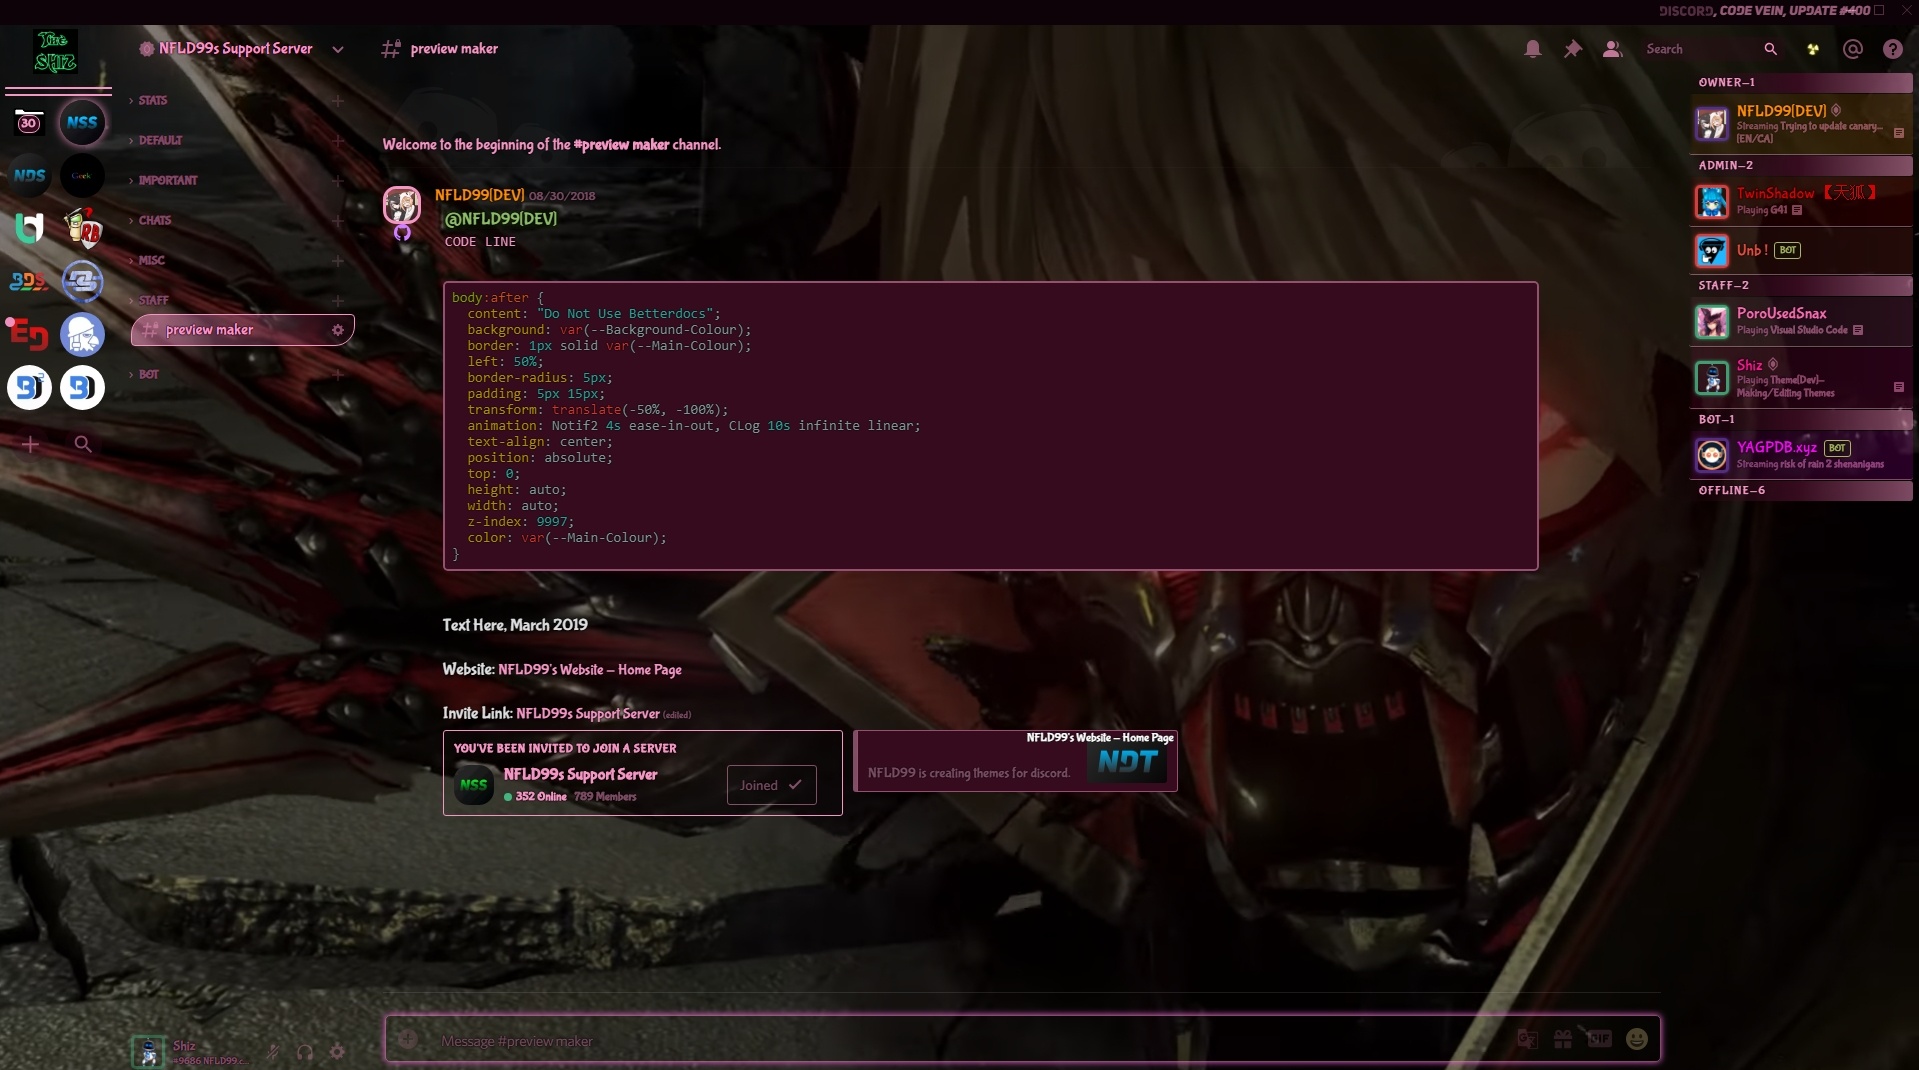 DISCORD, CODE VEIN, UPDATE #400
The SHIZ
NFLD99s Support Server
preview maker
Search
30
NSS
NDS
Geek
RB
BDS
ED
STATS
DEFAULT
IMPORTANT
CHATS
MISC
STAFF
preview maker
BOT
Welcome to the beginning of the #preview maker channel.
NFLD99[DEV] 08/30/2018
@NFLD99[DEV]
CODE LINE
body:after {
content: "Do Not Use Betterdocs";
background: var(--Background-Colour);
border: 1px solid var(--Main-Colour);
left: 50%;
border-radius: 5px;
padding: 5px 15px;
transform: translate(-50%, -100%);
animation: Notif2 4s ease-in-out, CLog 10s infinite linear;
text-align: center;
position: absolute;
top: 0;
height: auto;
width: auto;
z-index: 9997;
color: var(--Main-Colour);
}
Text Here, March 2019
Website: NFLD99's Website – Home Page
Invite Link: NFLD99s Support Server (edited)
YOU'VE BEEN INVITED TO JOIN A SERVER
NSS
NFLD99s Support Server
352 Online 789 Members
Joined
NFLD99's Website – Home Page
NFLD99 is creating themes for discord.
NDT
Message #preview maker
GIF
Shiz
#9686 NFLD99.c...
OWNER—1
NFLD99[DEV]
Streaming Trying to update canary...
[EN/CA]
ADMIN—2
TwinShadow 【天狐】
Playing G41
Unb ! BOT
STAFF—2
PoroUsedSnax
Playing Visual Studio Code
Shiz
Playing Theme[Dev]—
Making/Editing Themes
BOT—1
YAGPDB.xyz BOT
Streaming risk of rain 2 shenanigans
OFFLINE—6